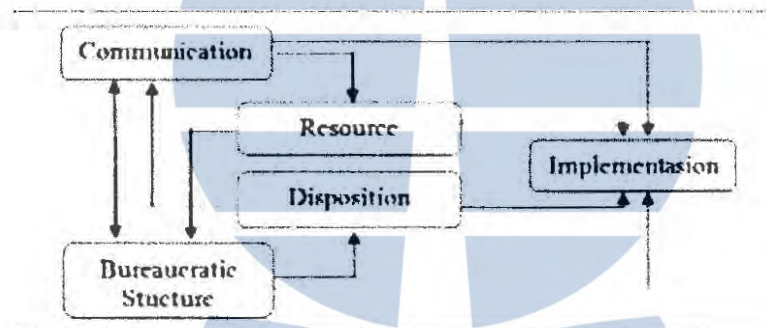 Communication
Resource
Implementasion
Disposition
Bureaucratic
Stucture